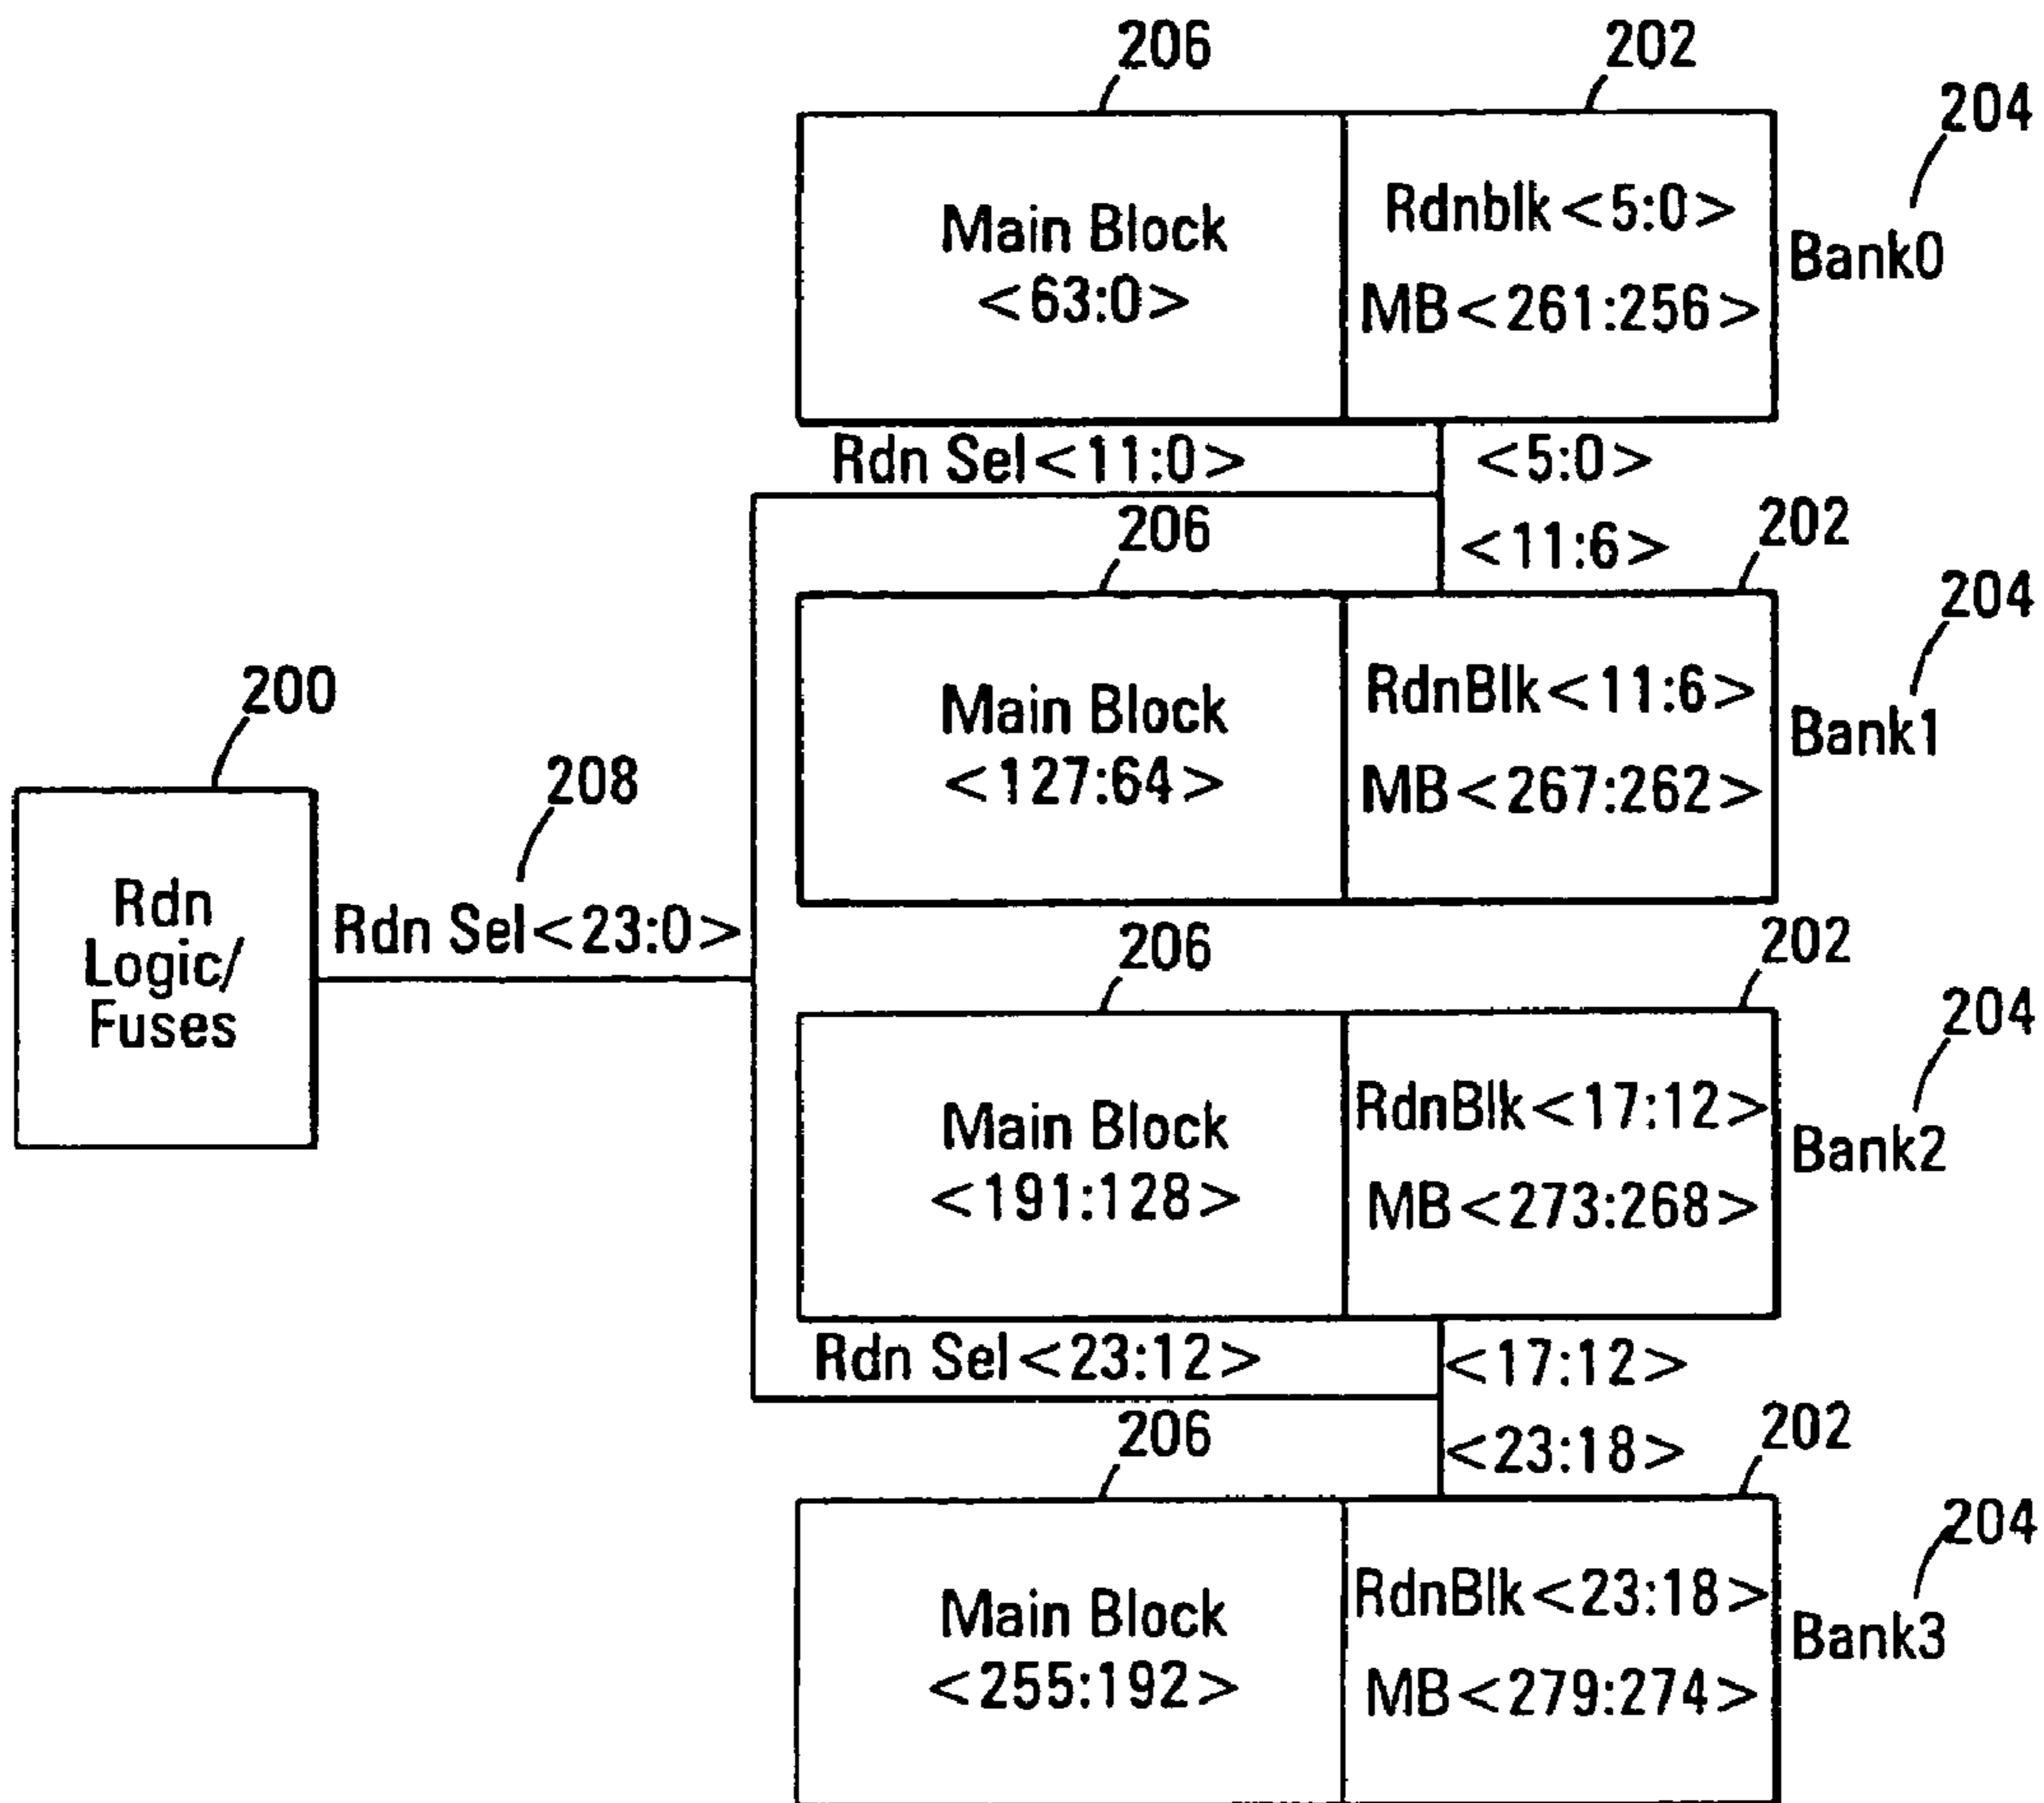 206
202
204
Main Block
<63:0>
Rdnblk<5:0>
MB<261:256>
Bank0
Rdn Sel<11:0>
<5:0>
<11:6>
206
202
204
Main Block
<127:64>
RdnBlk<11:6>
MB<267:262>
Bank1
200
208
Rdn
Logic/
Fuses
Rdn Sel<23:0>
206
202
204
Main Block
<191:128>
RdnBlk<17:12>
MB<273:268>
Bank2
Rdn Sel<23:12>
<17:12>
<23:18>
206
202
204
Main Block
<255:192>
RdnBlk<23:18>
MB<279:274>
Bank3